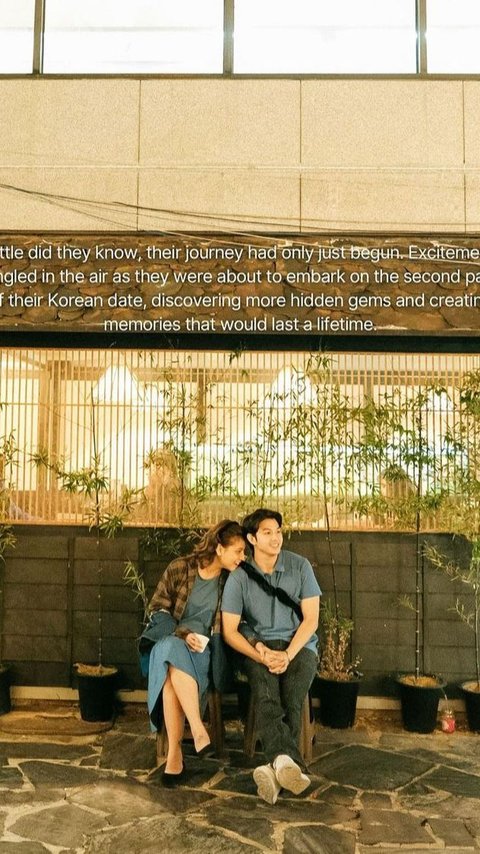 ttle did they know, their journey had only just begun. Exciteme
ngled in the air as they were about to embark on the second pa
f their Korean date, discovering more hidden gems and creatin
memories that would last a lifetime.